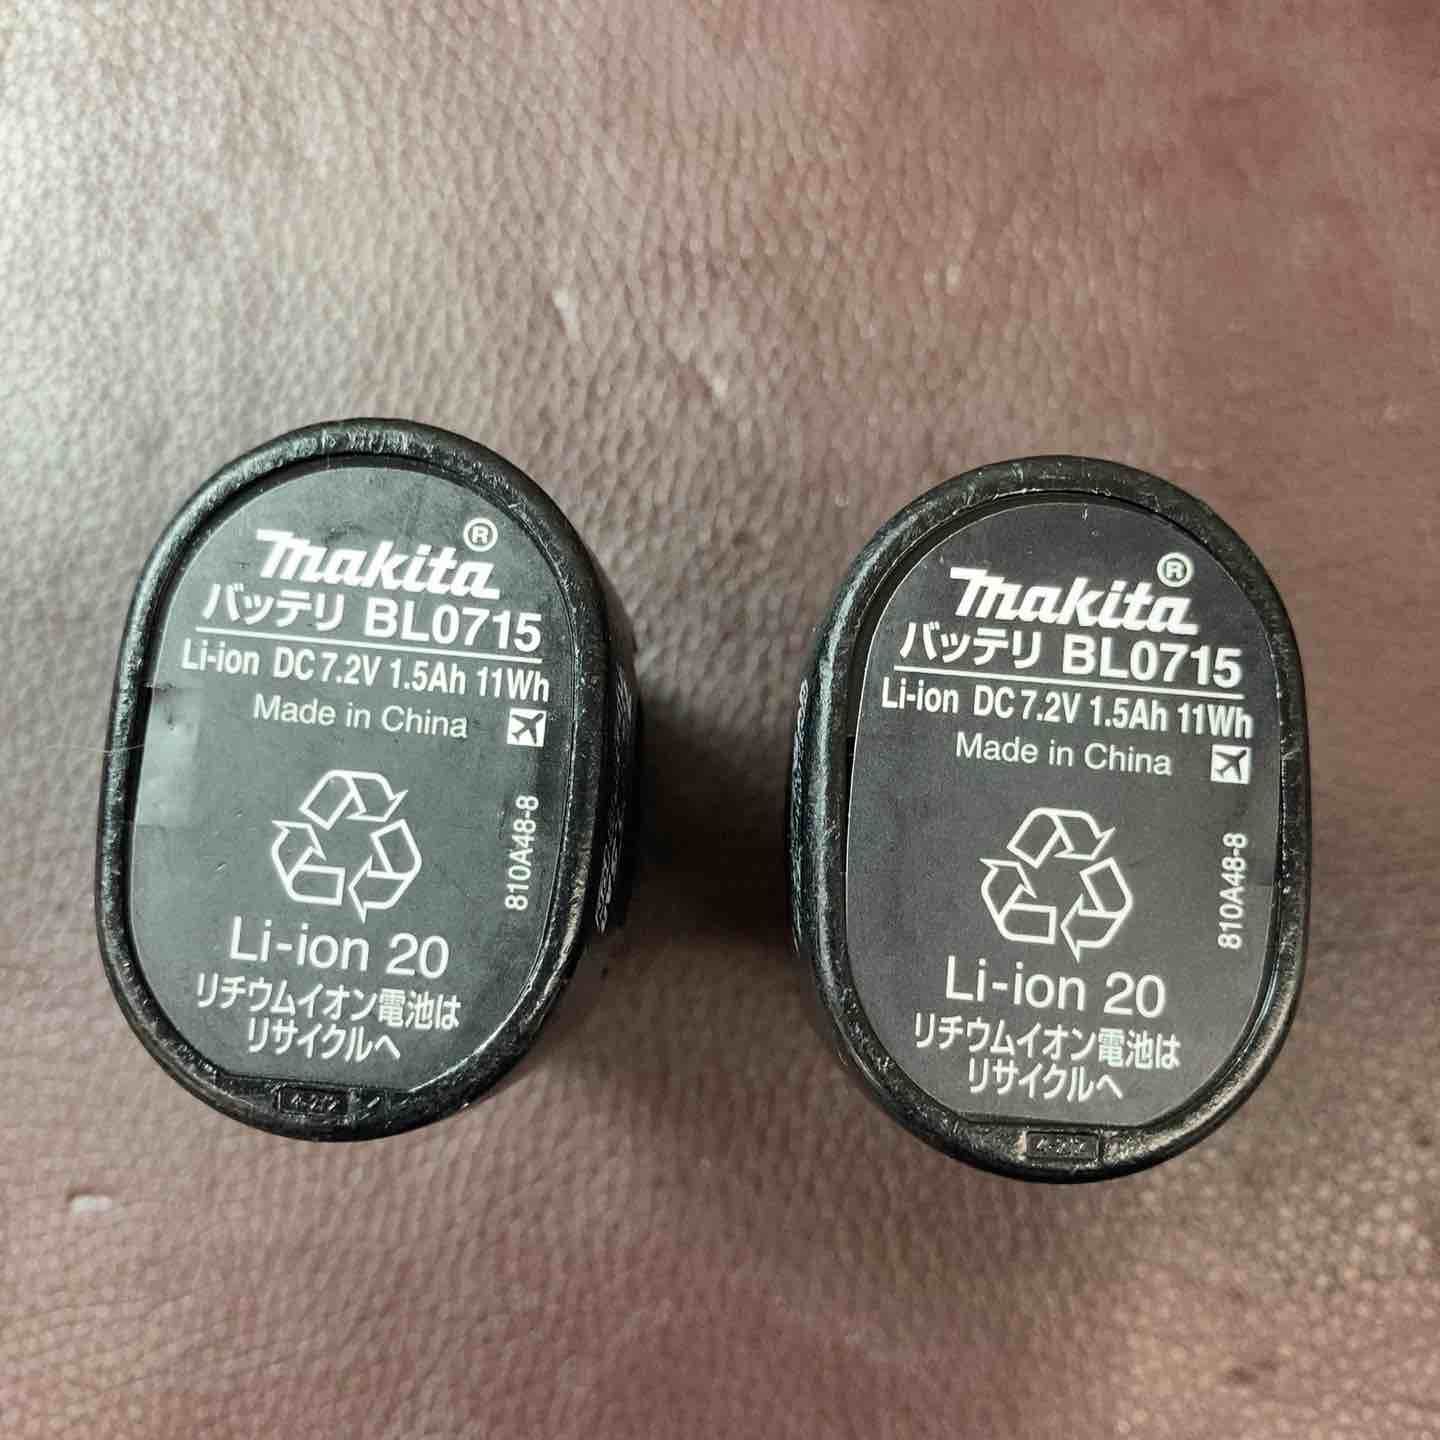 makita®
バッテリ BL0715
Li-ion DC 7.2V 1.5Ah 11Wh
Made in China
810A48-8
Li-ion 20
リチウムイオン電池は
リサイクルへ
makita®
バッテリ BL0715
Li-ion DC 7.2V 1.5Ah 11Wh
Made in China
810A48-8
Li-ion 20
リチウムイオン電池は
リサイクルへ